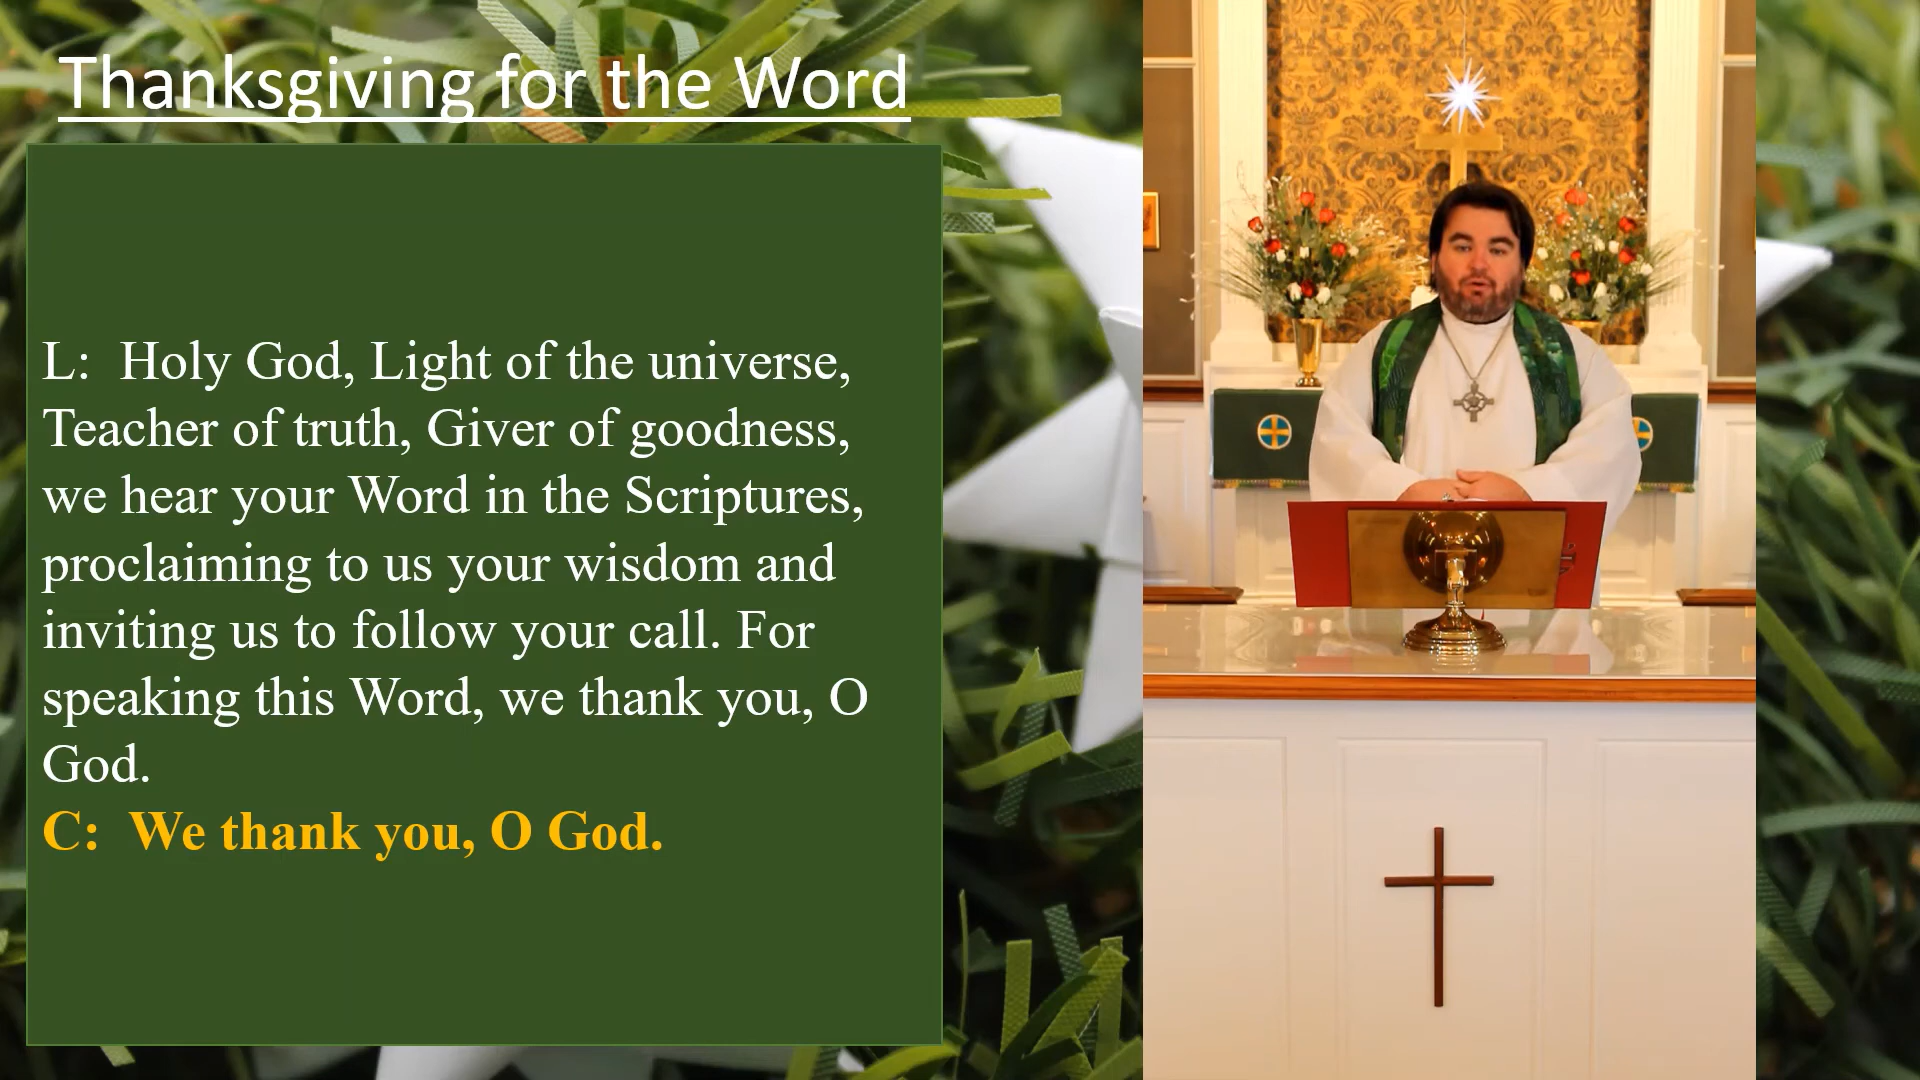 Thanksgiving for the Word
L:  Holy God, Light of the universe,
Teacher of truth, Giver of goodness,
we hear your Word in the Scriptures,
proclaiming to us your wisdom and
inviting us to follow your call. For
speaking this Word, we thank you, O
God.
C:  We thank you, O God.